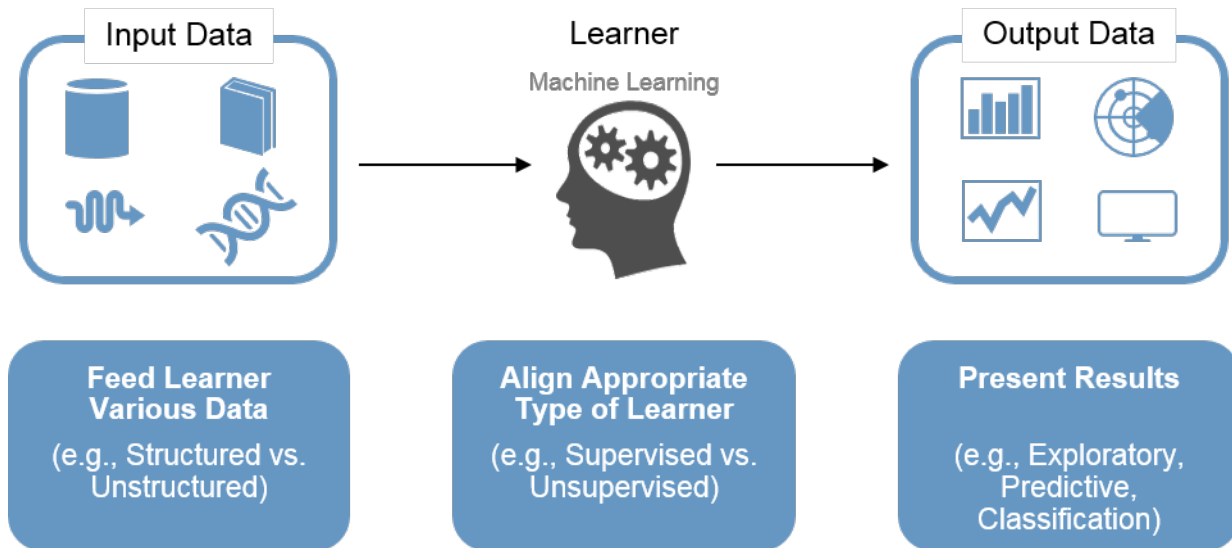 Input Data
Learner
Machine Learning
Output Data
Feed Learner
Various Data
(e.g., Structured vs.
Unstructured)
Align Appropriate
Type of Learner
(e.g., Supervised vs.
Unsupervised)
Present Results
(e.g., Exploratory,
Predictive,
Classification)